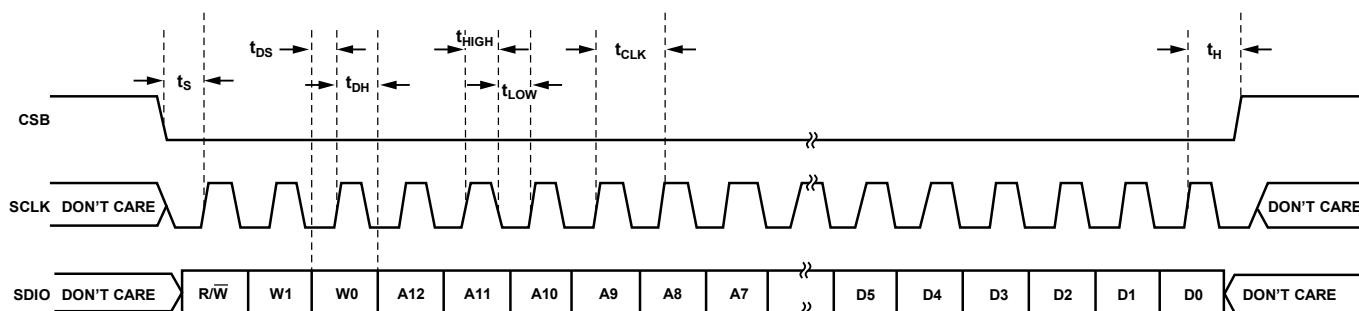 tDS
tHIGH
tCLK
tH
tS
tDH
tLOW
CSB
SCLK DON'T CARE
DON'T CARE
SDIO DON'T CARE R/W̅ W1 W0 A12 A11 A10 A9 A8 A7 D5 D4 D3 D2 D1 D0 DON'T CARE